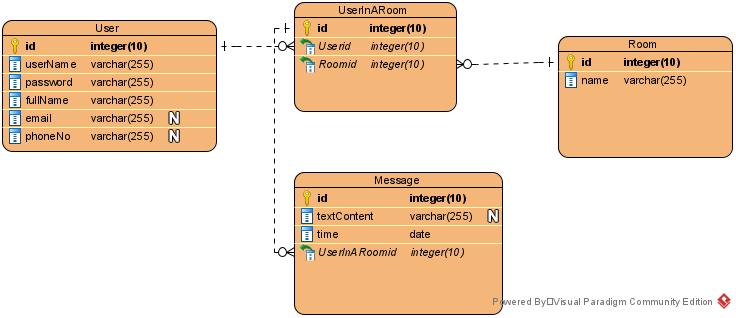 User
id integer(10)
userName varchar(255)
password varchar(255)
fullName varchar(255)
email varchar(255) N
phoneNo varchar(255) N
UserInARoom
id integer(10)
Userid integer(10)
Roomid integer(10)
Room
id integer(10)
name varchar(255)
Message
id integer(10)
textContent varchar(255) N
time date
UserInARoomid integer(10)
Powered By□Visual Paradigm Community Edition